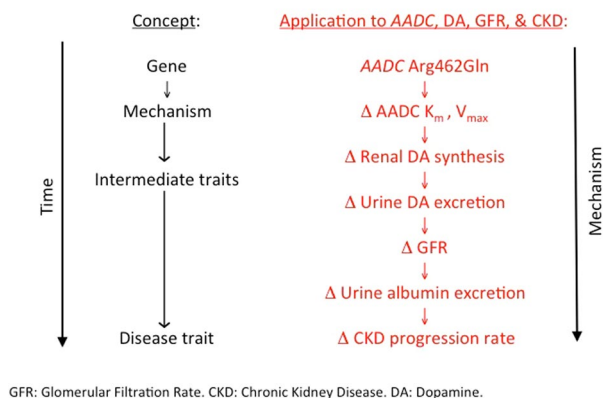 Concept:
Application to AADC, DA, GFR, & CKD:
Gene
AADC Arg462Gln
Mechanism
Δ AADC Km , Vmax
Δ Renal DA synthesis
Intermediate traits
Δ Urine DA excretion
Time
Mechanism
Δ GFR
Δ Urine albumin excretion
Disease trait
Δ CKD progression rate
GFR: Glomerular Filtration Rate. CKD: Chronic Kidney Disease. DA: Dopamine.